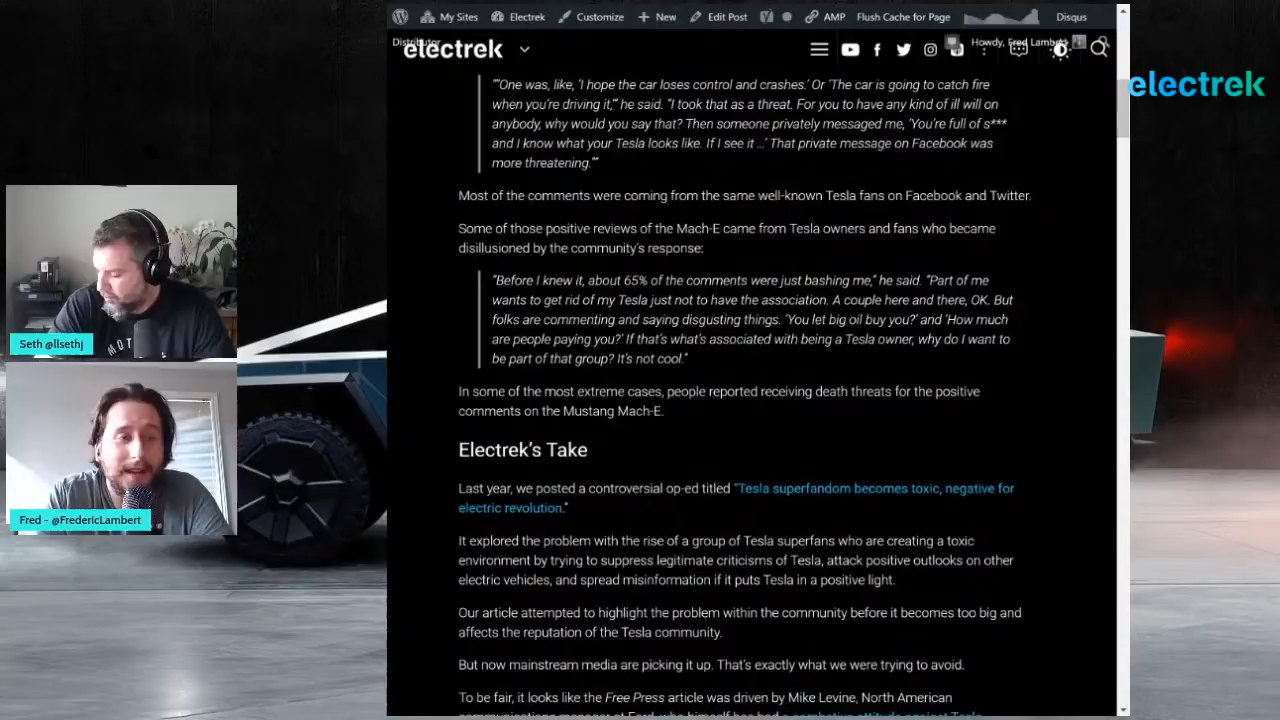 My Sites
Electrek
Customize
New
Edit Post
AMP
Flush Cache for Page
Disqus
Distributor
Howdy, Fred Lambert
electrek
electrek
""One was, like, 'I hope the car loses control and crashes.' Or 'The car is going to catch fire
when you're driving it,'" he said. "I took that as a threat. For you to have any kind of ill will on
anybody, why would you say that? Then someone privately messaged me, 'You're full of s***
and I know what your Tesla looks like. If I see it ...' That private message on Facebook was
more threatening.""
Most of the comments were coming from the same well-known Tesla fans on Facebook and Twitter.
Some of those positive reviews of the Mach-E came from Tesla owners and fans who became
disillusioned by the community's response:
"Before I knew it, about 65% of the comments were just bashing me," he said. "Part of me
wants to get rid of my Tesla just not to have the association. A couple here and there, OK. But
folks are commenting and saying disgusting things. 'You let big oil buy you?' and 'How much
are people paying you?' If that's what's associated with being a Tesla owner, why do I want to
be part of that group? It's not cool."
In some of the most extreme cases, people reported receiving death threats for the positive
comments on the Mustang Mach-E.
Electrek's Take
Last year, we posted a controversial op-ed titled "Tesla superfandom becomes toxic, negative for
electric revolution."
It explored the problem with the rise of a group of Tesla superfans who are creating a toxic
environment by trying to suppress legitimate criticisms of Tesla, attack positive outlooks on other
electric vehicles, and spread misinformation if it puts Tesla in a positive light.
Our article attempted to highlight the problem within the community before it becomes too big and
affects the reputation of the Tesla community.
But now mainstream media are picking it up. That's exactly what we were trying to avoid.
To be fair, it looks like the Free Press article was driven by Mike Levine, North American
communications manager at Ford, who himself has had a combative attitude against Tesla
Seth @llsethj
Fred - @FredericLambert